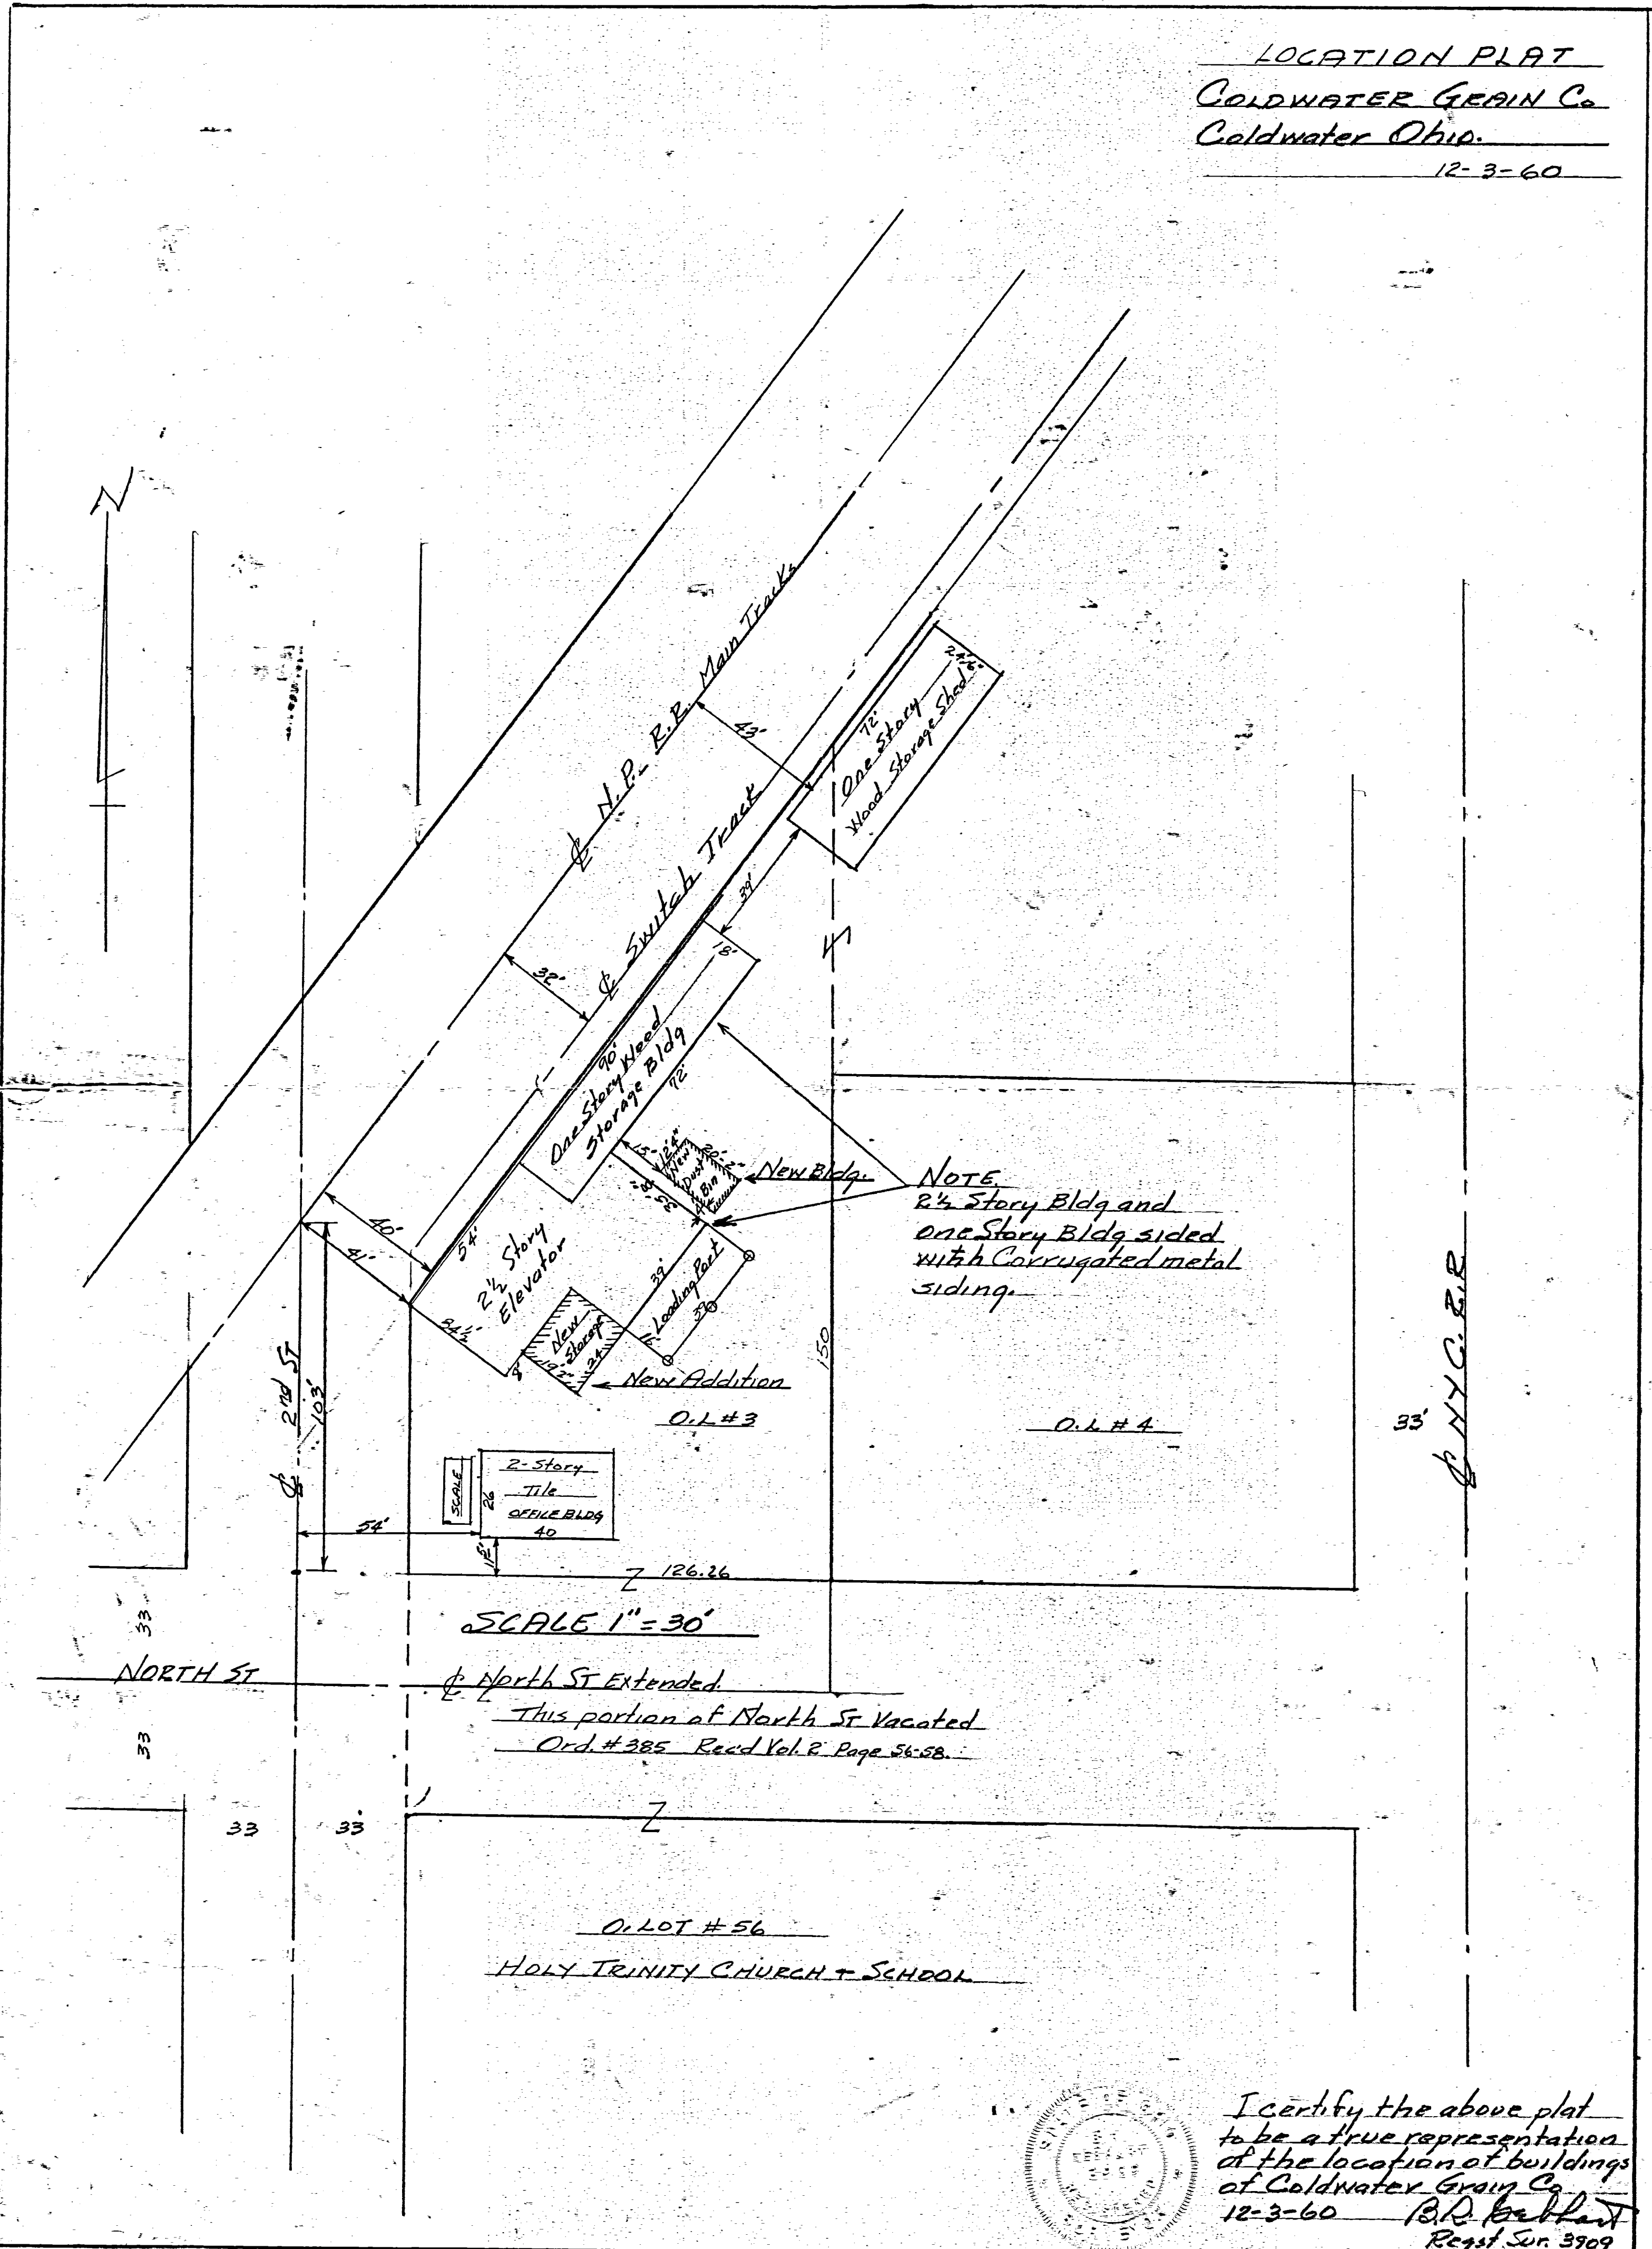 LOCATION PLAT
COLDWATER GRAIN Co
Coldwater Ohio.
12-3-60
N
℄ N.P. R.R. Main Tracks
43'
72'
One Story
Wood Storage Shed
39'
℄ Switch Track
32'
18'
90'
One Story Wood
Storage Bldg
72'
New
Dust
Bin
New Bldg.
NOTE.
2½ Story Bldg and
one Story Bldg sided
with Corrugated metal
siding.
40'
54'
2½ Story
Elevator
34½'
39'
Loading Port
New
Storage
8'
24
New Addition
150
O.L #3
O.L #4
33'
℄ N.Y.C. R.R.
℄ 2nd ST
103'
SCALE
2-Story
Tile
OFFICE BLDG
26
40
54'
126.26
SCALE 1"=30'
33
NORTH ST
℄ North ST Extended.
This portion of North ST Vacated
Ord. #385 Rec'd Vol. 2 Page 56-58.
33
33
33'
O. LOT #56
HOLY TRINITY CHURCH + SCHOOL
I certify the above plat
to be a true representation
of the location of buildings
of Coldwater Grain Co
12-3-60 B.R. Gebhart
Regst. Sur. 3909